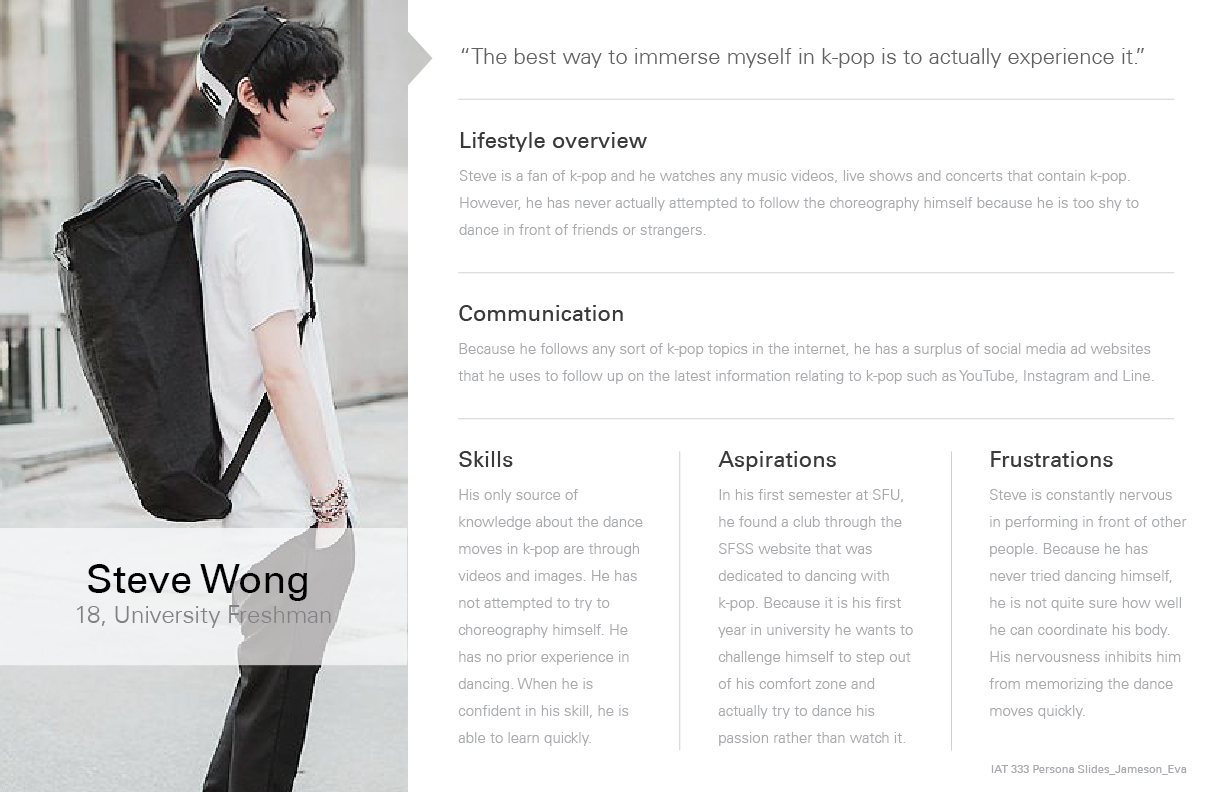 “The best way to immerse myself in k-pop is to actually experience it.”
Lifestyle overview
Steve is a fan of k-pop and he watches any music videos, live shows and concerts that contain k-pop.
However, he has never actually attempted to follow the choreography himself because he is too shy to
dance in front of friends or strangers.
Communication
Because he follows any sort of k-pop topics in the internet, he has a surplus of social media ad websites
that he uses to follow up on the latest information relating to k-pop such as YouTube, Instagram and Line.
Skills
His only source of
knowledge about the dance
moves in k-pop are through
videos and images. He has
not attempted to try to
choreography himself. He
has no prior experience in
dancing. When he is
confident in his skill, he is
able to learn quickly.
Aspirations
In his first semester at SFU,
he found a club through the
SFSS website that was
dedicated to dancing with
k-pop. Because it is his first
year in university he wants to
challenge himself to step out
of his comfort zone and
actually try to dance his
passion rather than watch it.
Frustrations
Steve is constantly nervous
in performing in front of other
people. Because he has
never tried dancing himself,
he is not quite sure how well
he can coordinate his body.
His nervousness inhibits him
from memorizing the dance
moves quickly.
Steve Wong
18, University Freshman
IAT 333 Persona Slides_Jameson_Eva